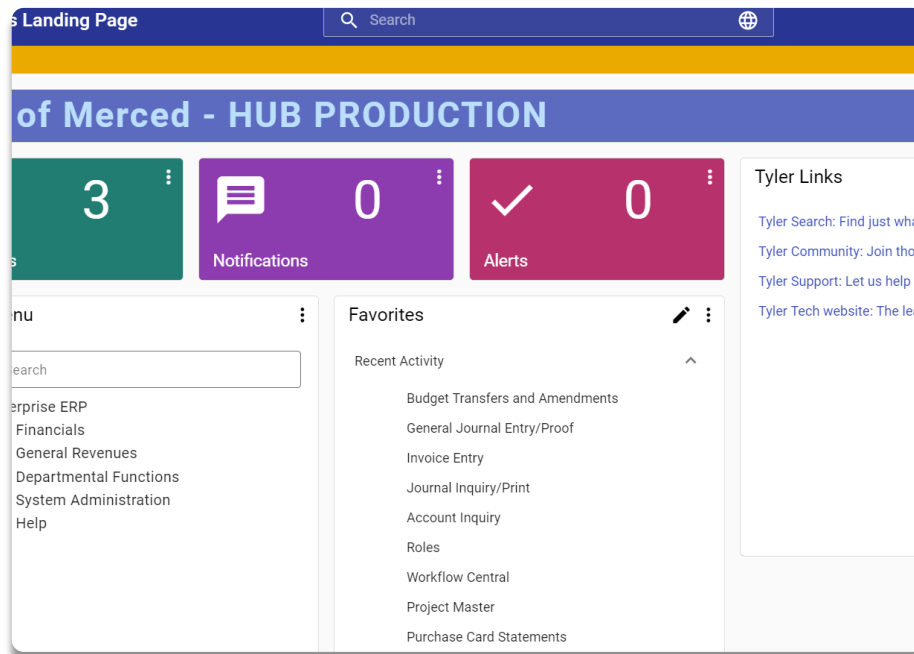 s Landing Page
Search
of Merced - HUB PRODUCTION
3
s
0
Notifications
0
Alerts
Tyler Links
Tyler Search: Find just wha
Tyler Community: Join tho
Tyler Support: Let us help
Tyler Tech website: The lea
nu
earch
erprise ERP
Financials
General Revenues
Departmental Functions
System Administration
Help
Favorites
Recent Activity
Budget Transfers and Amendments
General Journal Entry/Proof
Invoice Entry
Journal Inquiry/Print
Account Inquiry
Roles
Workflow Central
Project Master
Purchase Card Statements